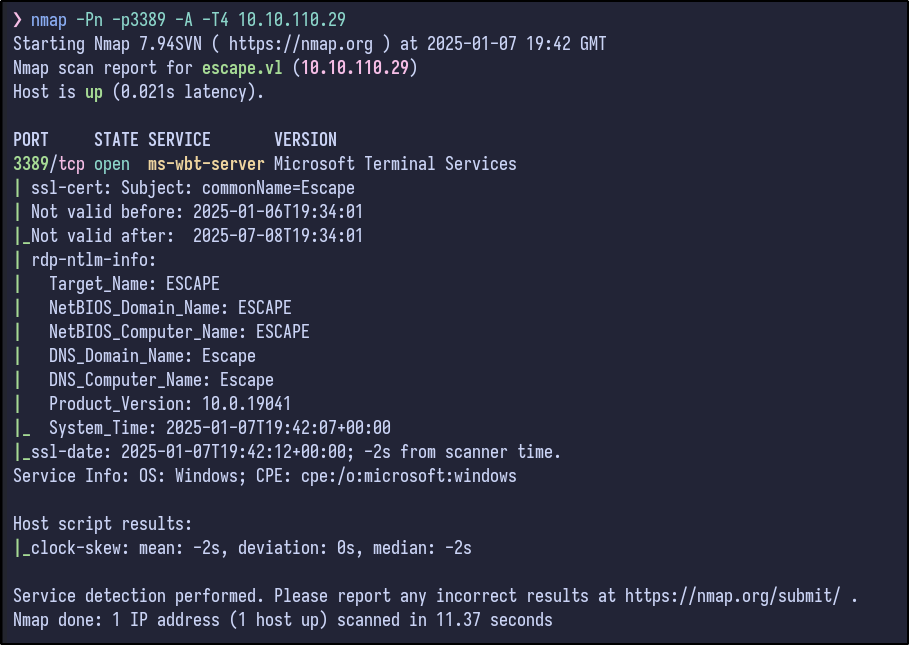 ❯ nmap -Pn -p3389 -A -T4 10.10.110.29
Starting Nmap 7.94SVN ( https://nmap.org ) at 2025-01-07 19:42 GMT
Nmap scan report for escape.vl (10.10.110.29)
Host is up (0.021s latency).

PORT     STATE SERVICE       VERSION
3389/tcp open  ms-wbt-server Microsoft Terminal Services
| ssl-cert: Subject: commonName=Escape
| Not valid before: 2025-01-06T19:34:01
|_Not valid after:  2025-07-08T19:34:01
| rdp-ntlm-info:
|   Target_Name: ESCAPE
|   NetBIOS_Domain_Name: ESCAPE
|   NetBIOS_Computer_Name: ESCAPE
|   DNS_Domain_Name: Escape
|   DNS_Computer_Name: Escape
|   Product_Version: 10.0.19041
|_  System_Time: 2025-01-07T19:42:07+00:00
|_ssl-date: 2025-01-07T19:42:12+00:00; -2s from scanner time.
Service Info: OS: Windows; CPE: cpe:/o:microsoft:windows

Host script results:
|_clock-skew: mean: -2s, deviation: 0s, median: -2s

Service detection performed. Please report any incorrect results at https://nmap.org/submit/ .
Nmap done: 1 IP address (1 host up) scanned in 11.37 seconds